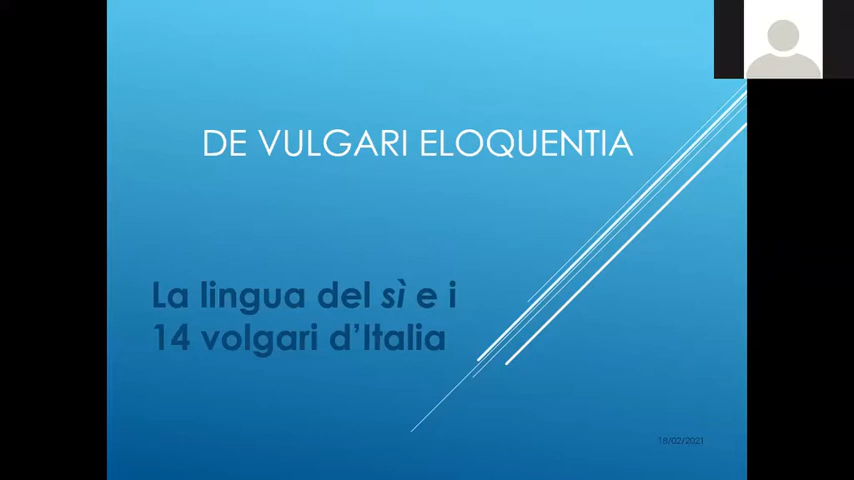 DE VULGARI ELOQUENTIA
La lingua del sì e i
14 volgari d'Italia
18/02/2021